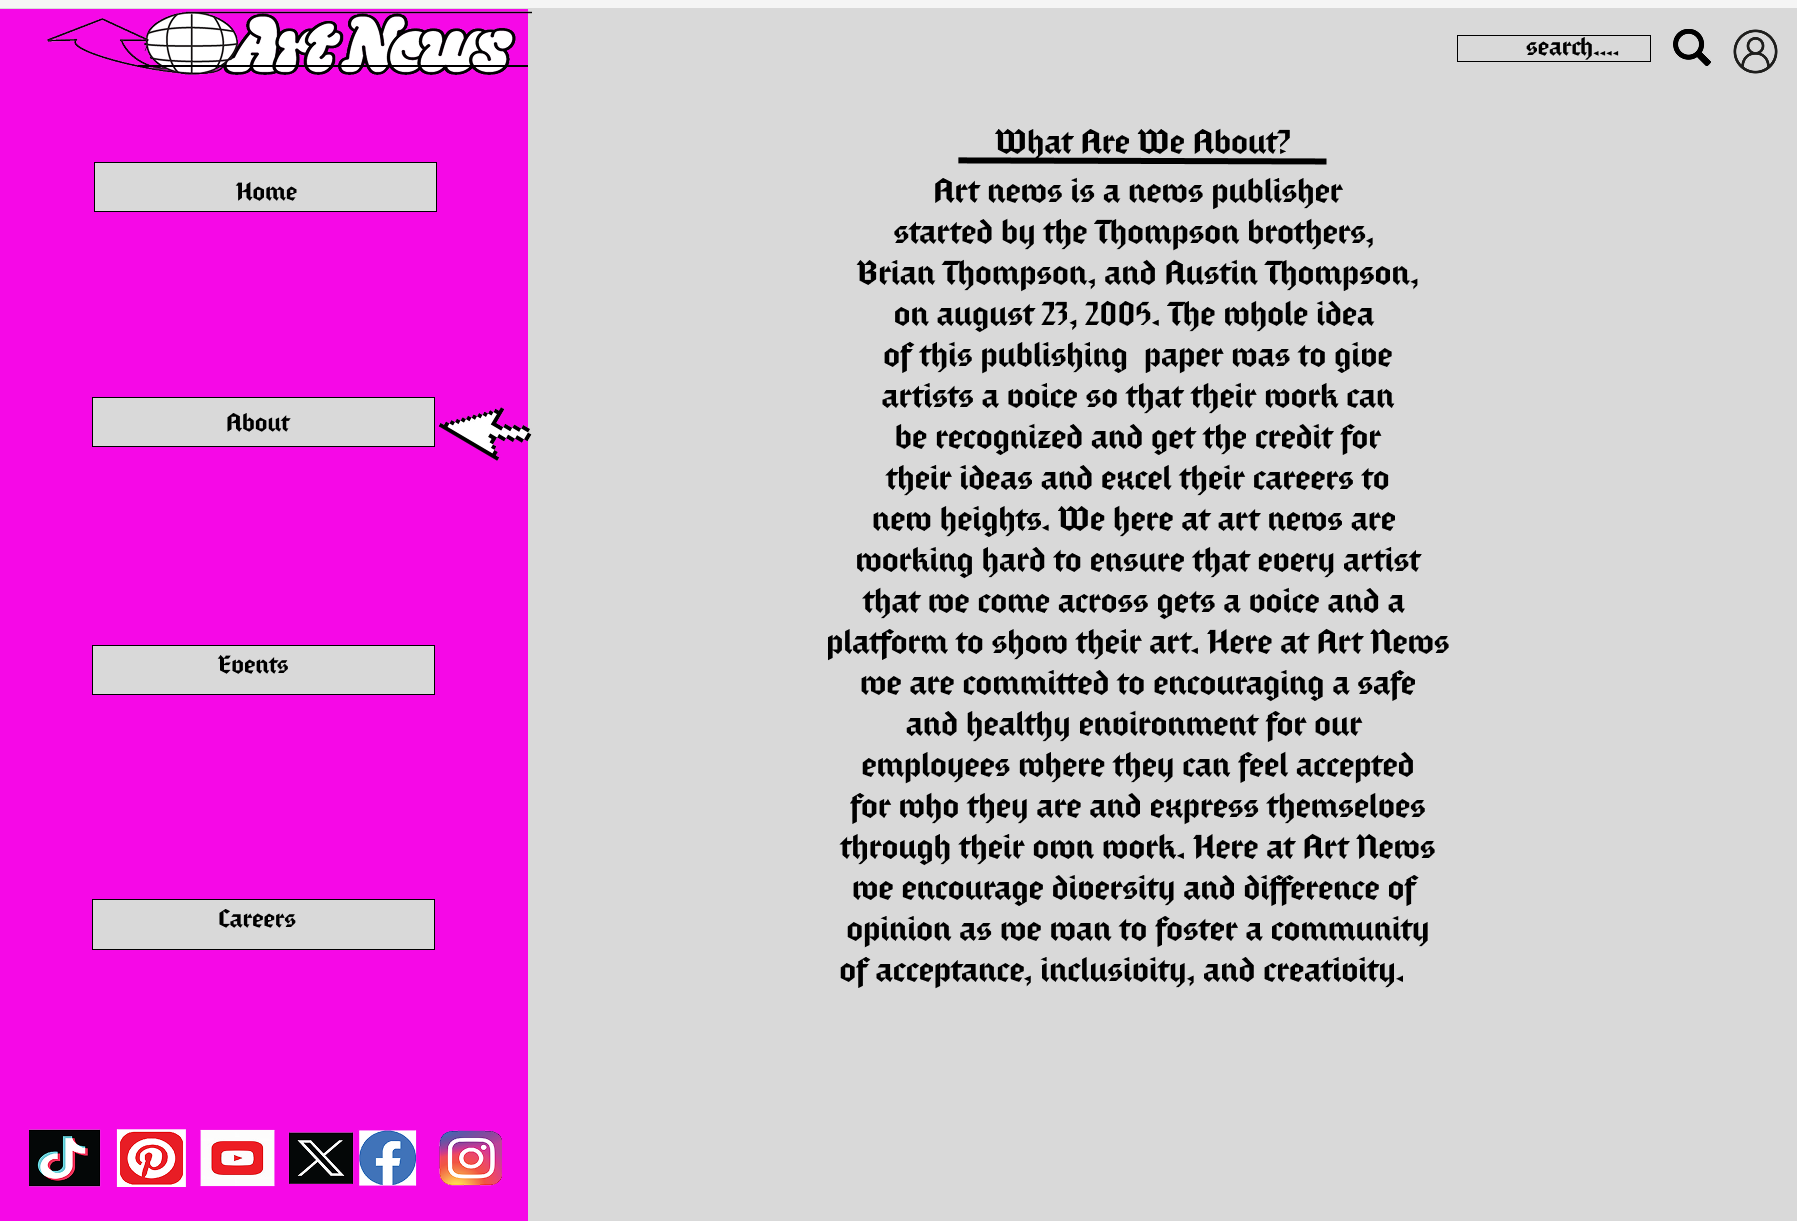 Art News
search....
Home
About
Events
Careers
What Are We About?
Art news is a news publisher
started by the Thompson brothers,
Brian Thompson, and Austin Thompson,
on august 23, 2005. The whole idea
of this publishing  paper was to give
artists a voice so that their work can
be recognized and get the credit for
their ideas and excel their careers to
new heights. We here at art news are
working hard to ensure that every artist
that we come across gets a voice and a
platform to show their art. Here at Art News
we are committed to encouraging a safe
and healthy environment for our
employees where they can feel accepted
for who they are and express themselves
through their own work. Here at Art News
we encourage diversity and difference of
opinion as we wan to foster a community
of acceptance, inclusivity, and creativity.